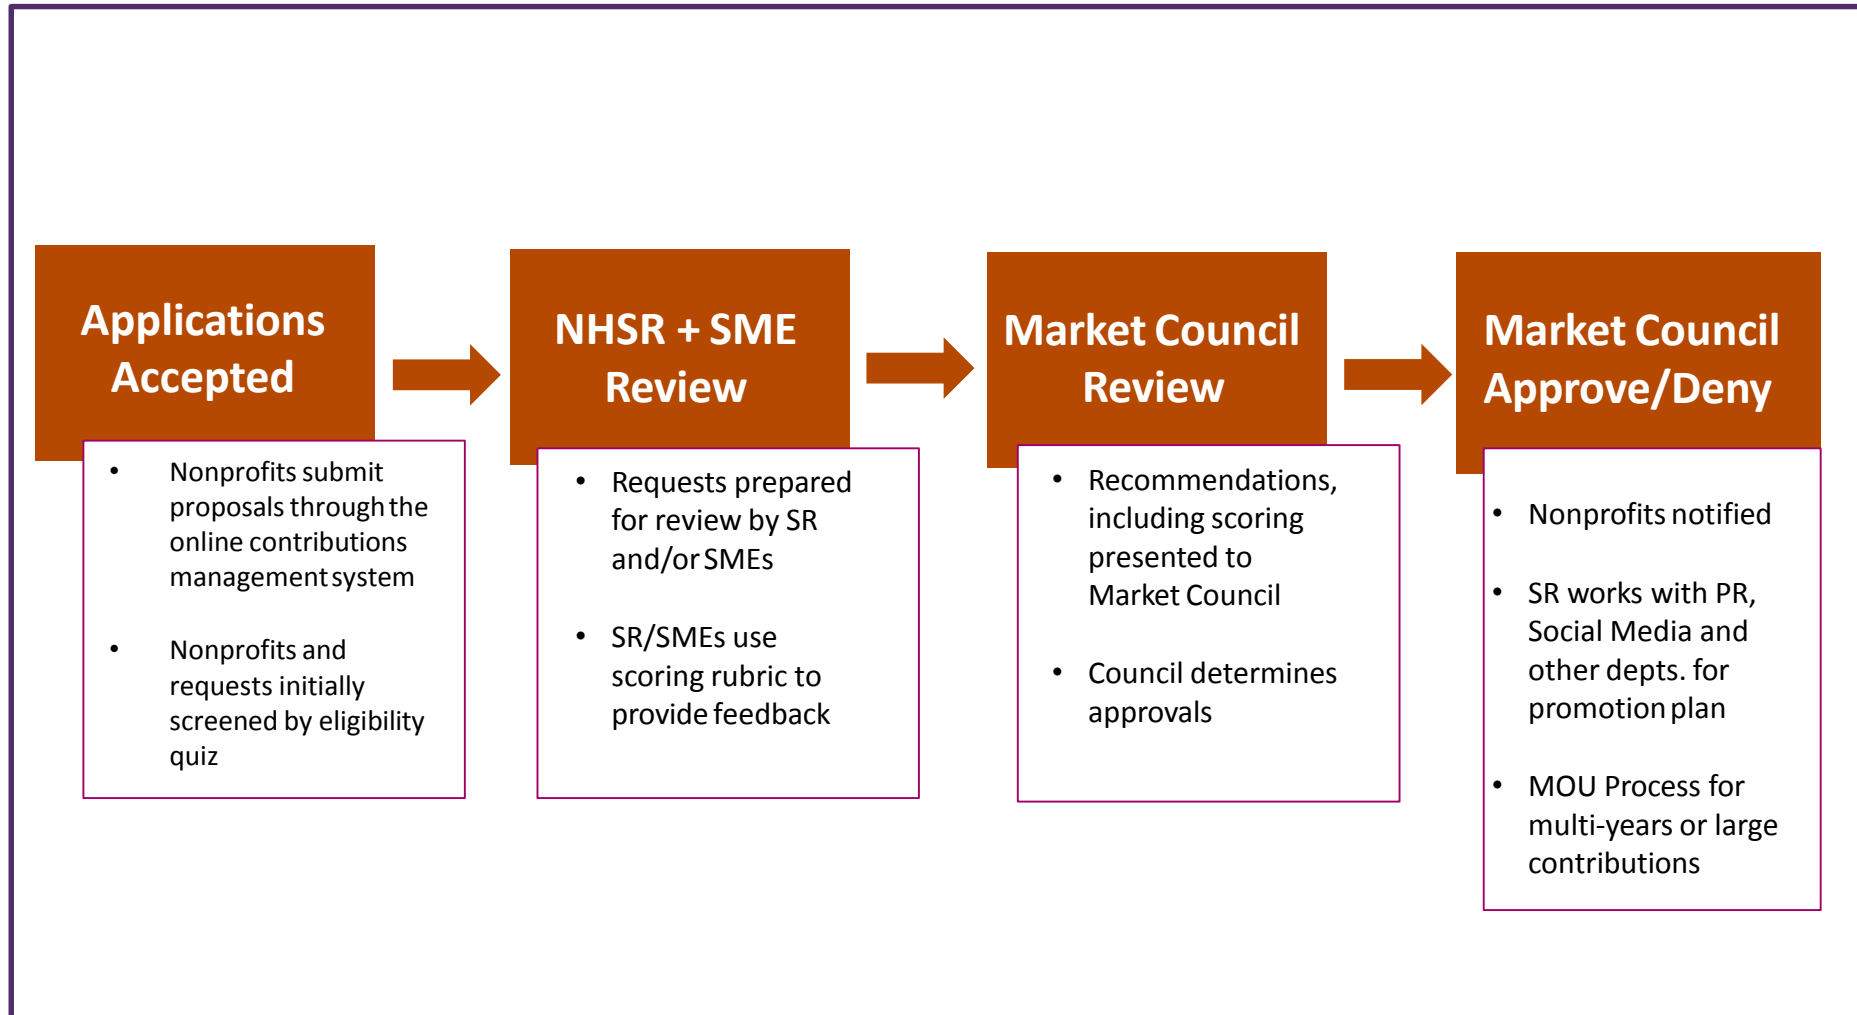 Applications
Accepted
• Nonprofits submit
proposals through the
online contributions
management system
• Nonprofits and
requests initially
screened by eligibility
quiz
NHSR + SME
Review
• Requests prepared
for review by SR
and/or SMEs
• SR/SMEs use
scoring rubric to
provide feedback
Market Council
Review
• Recommendations,
including scoring
presented to
Market Council
• Council determines
approvals
Market Council
Approve/Deny
• Nonprofits notified
• SR works with PR,
Social Media and
other depts. for
promotion plan
• MOU Process for
multi-years or large
contributions